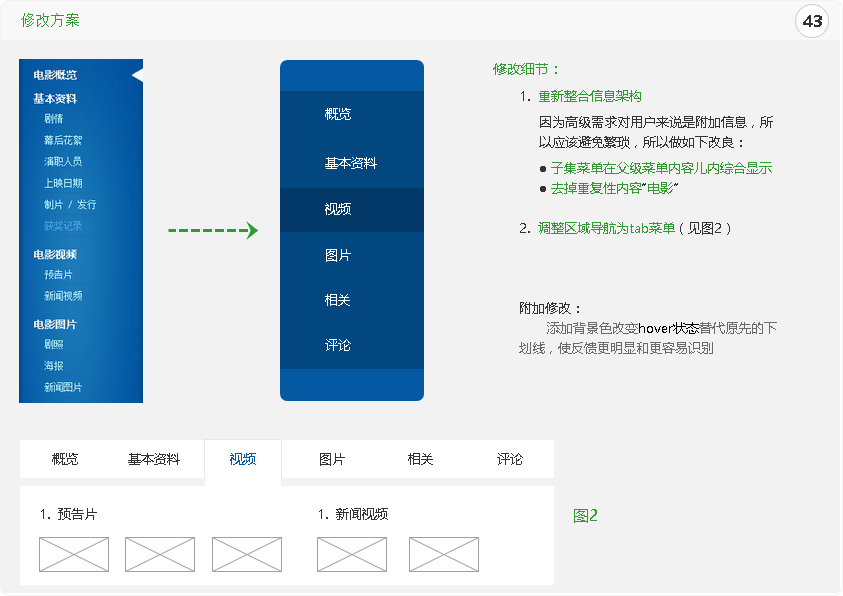 修改方案
43
电影概览
基本资料
剧情
幕后花絮
演职人员
上映日期
制片 / 发行
获奖记录
电影视频
预告片
新闻视频
电影图片
剧照
海报
新闻图片
概览
基本资料
视频
图片
相关
评论
修改细节：
1. 重新整合信息架构
因为高级需求对用户来说是附加信息，所
以应该避免繁琐，所以做如下改良：
● 子集菜单在父级菜单内容儿内综合显示
● 去掉重复性内容“电影”
2. 调整区域导航为tab菜单（见图2）
附加修改：
添加背景色改变hover状态替代原先的下
划线，使反馈更明显和更容易识别
概览 基本资料 视频 图片 相关 评论
1. 预告片 1. 新闻视频
图2